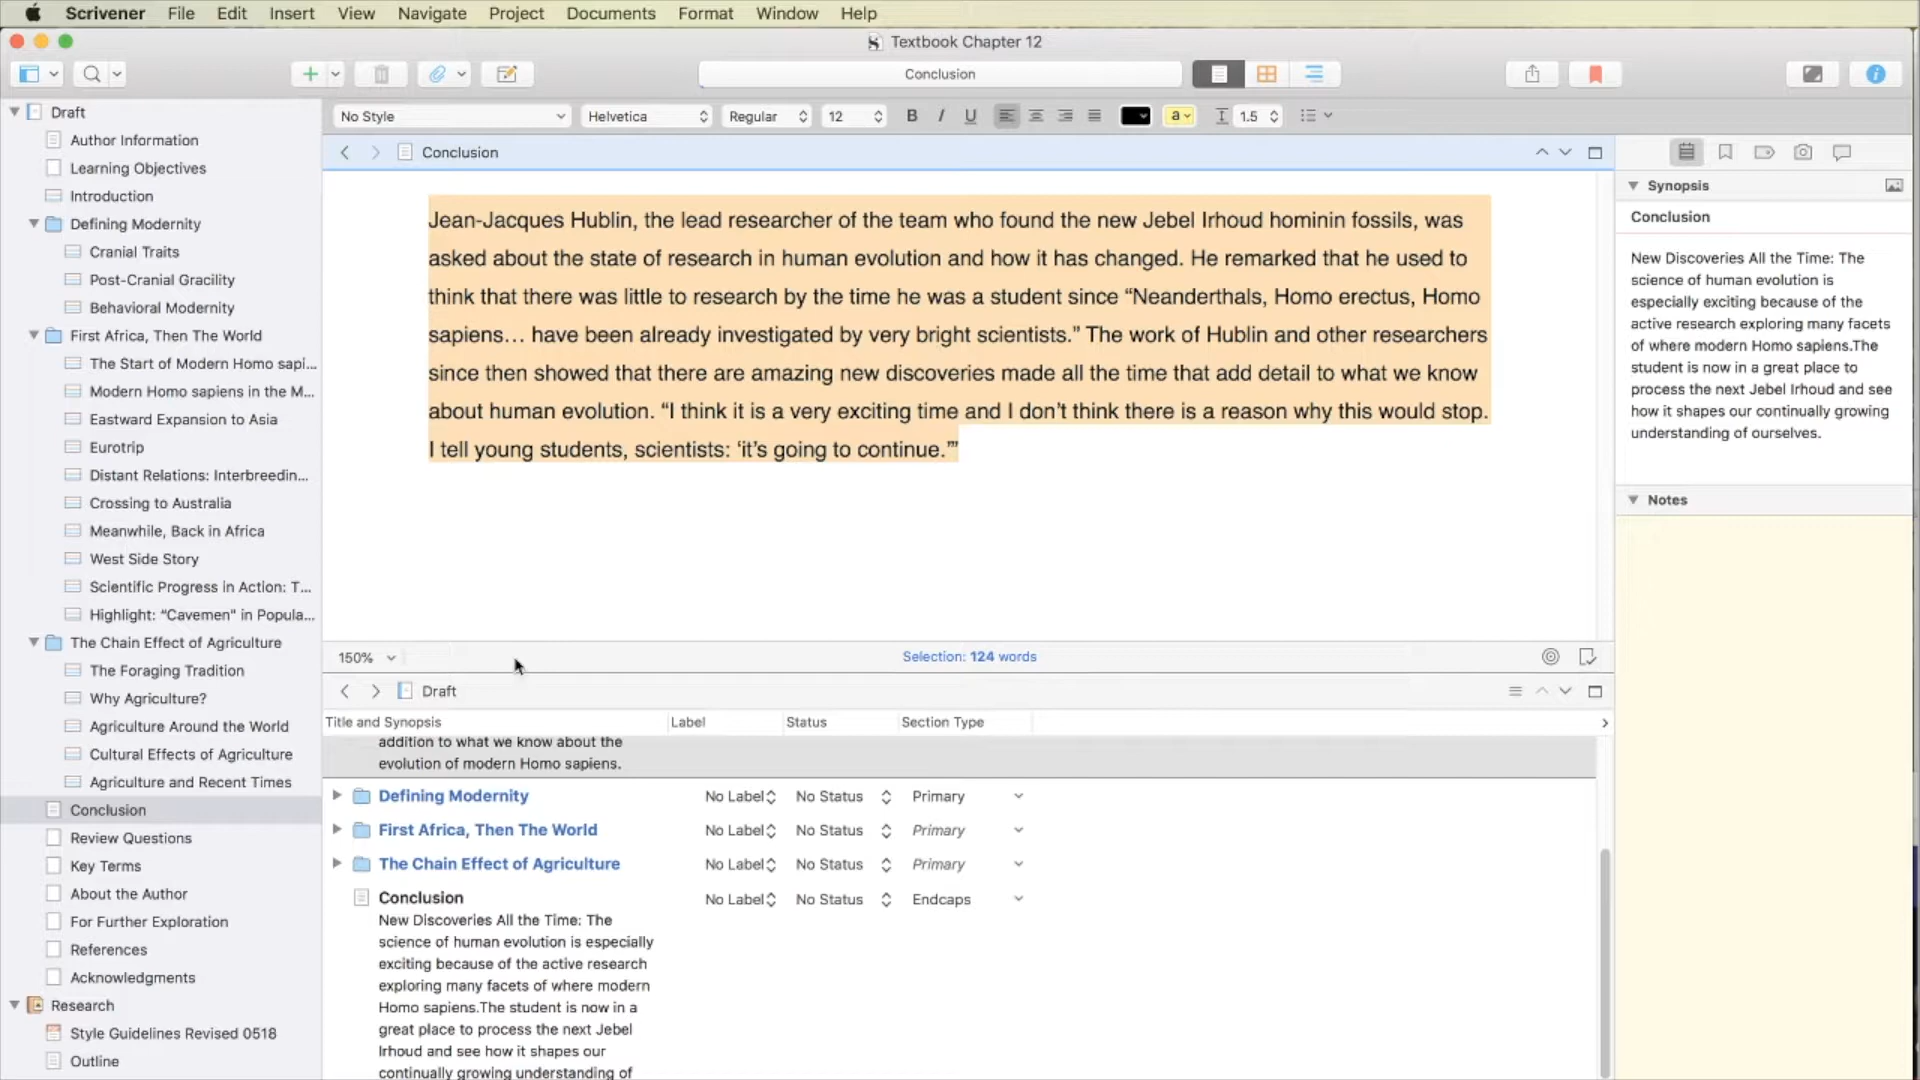 Scrivener File Edit Insert View Navigate Project Documents Format Window Help
Textbook Chapter 12
Conclusion
No Style Helvetica Regular 12 B I U a 1.5
Draft
Author Information
Learning Objectives
Introduction
Defining Modernity
Cranial Traits
Post-Cranial Gracility
Behavioral Modernity
First Africa, Then The World
The Start of Modern Homo sapi...
Modern Homo sapiens in the M...
Eastward Expansion to Asia
Eurotrip
Distant Relations: Interbreedin...
Crossing to Australia
Meanwhile, Back in Africa
West Side Story
Scientific Progress in Action: T...
Highlight: “Cavemen” in Popula...
The Chain Effect of Agriculture
The Foraging Tradition
Why Agriculture?
Agriculture Around the World
Cultural Effects of Agriculture
Agriculture and Recent Times
Conclusion
Review Questions
Key Terms
About the Author
For Further Exploration
References
Acknowledgments
Research
Style Guidelines Revised 0518
Outline
Conclusion
Jean-Jacques Hublin, the lead researcher of the team who found the new Jebel Irhoud hominin fossils, was
asked about the state of research in human evolution and how it has changed. He remarked that he used to
think that there was little to research by the time he was a student since “Neanderthals, Homo erectus, Homo
sapiens… have been already investigated by very bright scientists.” The work of Hublin and other researchers
since then showed that there are amazing new discoveries made all the time that add detail to what we know
about human evolution. “I think it is a very exciting time and I don’t think there is a reason why this would stop.
I tell young students, scientists: ‘it’s going to continue.’”
150% Selection: 124 words
Draft
Title and Synopsis Label Status Section Type
addition to what we know about the
evolution of modern Homo sapiens.
Defining Modernity No Label No Status Primary
First Africa, Then The World No Label No Status Primary
The Chain Effect of Agriculture No Label No Status Primary
Conclusion No Label No Status Endcaps
New Discoveries All the Time: The
science of human evolution is especially
exciting because of the active research
exploring many facets of where modern
Homo sapiens.The student is now in a
great place to process the next Jebel
Irhoud and see how it shapes our
continually growing understanding of
Synopsis
Conclusion
New Discoveries All the Time: The
science of human evolution is
especially exciting because of the
active research exploring many facets
of where modern Homo sapiens.The
student is now in a great place to
process the next Jebel Irhoud and see
how it shapes our continually growing
understanding of ourselves.
Notes